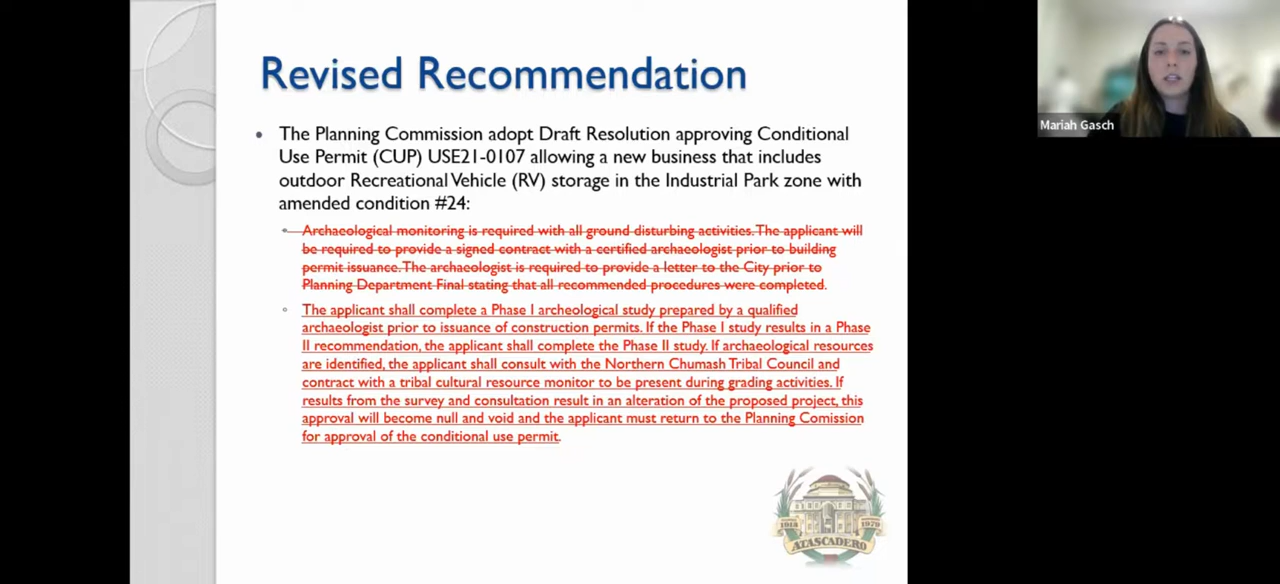 Revised Recommendation
The Planning Commission adopt Draft Resolution approving Conditional
Use Permit (CUP) USE21-0107 allowing a new business that includes
outdoor Recreational Vehicle (RV) storage in the Industrial Park zone with
amended condition #24:
Archaeological monitoring is required with all ground disturbing activities. The applicant will
be required to provide a signed contract with a certified archaeologist prior to building
permit issuance. The archaeologist is required to provide a letter to the City prior to
Planning Department Final stating that all recommended procedures were completed.
The applicant shall complete a Phase I archeological study prepared by a qualified
archaeologist prior to issuance of construction permits. If the Phase I study results in a Phase
II recommendation, the applicant shall complete the Phase II study. If archaeological resources
are identified, the applicant shall consult with the Northern Chumash Tribal Council and
contract with a tribal cultural resource monitor to be present during grading activities. If
results from the survey and consultation result in an alteration of the proposed project, this
approval will become null and void and the applicant must return to the Planning Comission
for approval of the conditional use permit.
Mariah Gasch
1918
1979
ATASCADERO